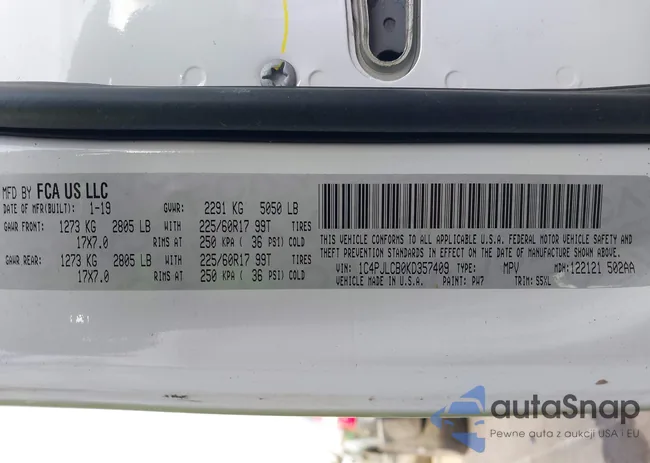 MFD BY FCA US LLC
DATE OF MFR(BUILT): 1-19 GVWR: 2291 KG 5050 LB
GAWR FRONT: 1273 KG 2805 LB WITH 225/60R17 99T TIRES
17X7.0 RIMS AT 250 KPA ( 36 PSI) COLD
GAWR REAR: 1273 KG 2805 LB WITH 225/60R17 99T TIRES
17X7.0 RIMS AT 250 KPA ( 36 PSI) COLD
THIS VEHICLE CONFORMS TO ALL APPLICABLE U.S.A. FEDERAL MOTOR VEHICLE SAFETY AND
THEFT PREVENTION STANDARDS IN EFFECT ON THE DATE OF MANUFACTURE SHOWN ABOVE.
VIN: 1C4PJLCB0KD357409 TYPE: MPV MDH: 122121 502AA
VEHICLE MADE IN U.S.A. PAINT: PW7 TRIM: S5XL
autaSnap
Pewne auta z aukcji USA i EU